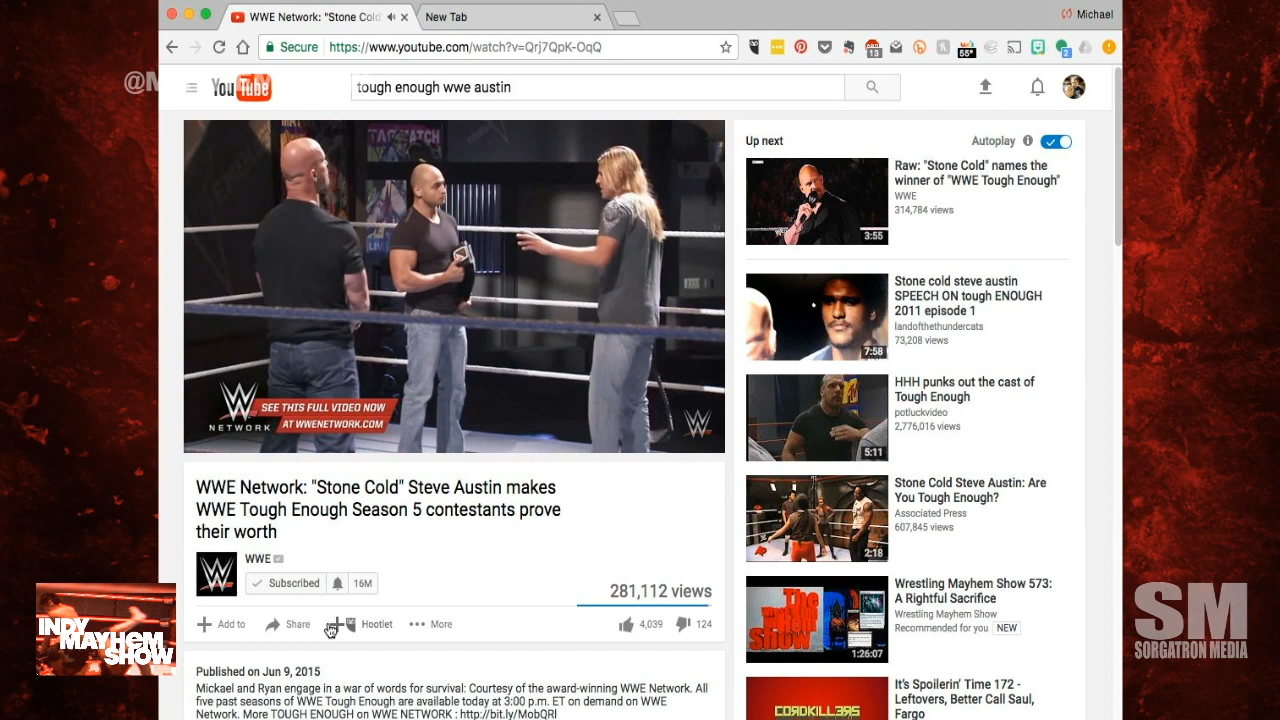 WWE Network: "Stone Cold'
New Tab
Michael
Secure
https://www.youtube.com/watch?v=Qrj7QpK-OqQ
13
55*
2
@M
YouTube
tough enough wwe austin
TAG MATCH
LIVE
WWE
NETWORK
SEE THIS FULL VIDEO NOW
AT WWENETWORK.COM
WWE Network: "Stone Cold" Steve Austin makes
WWE Tough Enough Season 5 contestants prove
their worth
WWE
Subscribed
16M
281,112 views
Add to
Share
Hootlet
More
4,039
124
Published on Jun 9, 2015
Mickael and Ryan engage in a war of words for survival: Courtesy of the award-winning WWE Network. All
five past seasons of WWE Tough Enough are available today at 3:00 p.m. ET on demand on WWE
Network. More TOUGH ENOUGH on WWE NETWORK : http://bit.ly/MobQRl
Up next
Autoplay
3:55
Raw: "Stone Cold" names the
winner of "WWE Tough Enough"
WWE
314,784 views
7:58
Stone cold steve austin
SPEECH ON tough ENOUGH
2011 episode 1
landofthethundercats
73,208 views
5:11
HHH punks out the cast of
Tough Enough
potluckvideo
2,776,016 views
2:18
Stone Cold Steve Austin: Are
You Tough Enough?
Associated Press
607,845 views
1:26:07
Wrestling Mayhem Show 573:
A Rightful Sacrifice
Wrestling Mayhem Show
Recommended for you
NEW
CORDKILLERS
It's Spoilerin' Time 172 -
Leftovers, Better Call Saul,
Fargo
INDY
MAYHEM
SHOW
SM
SORGATRON MEDIA